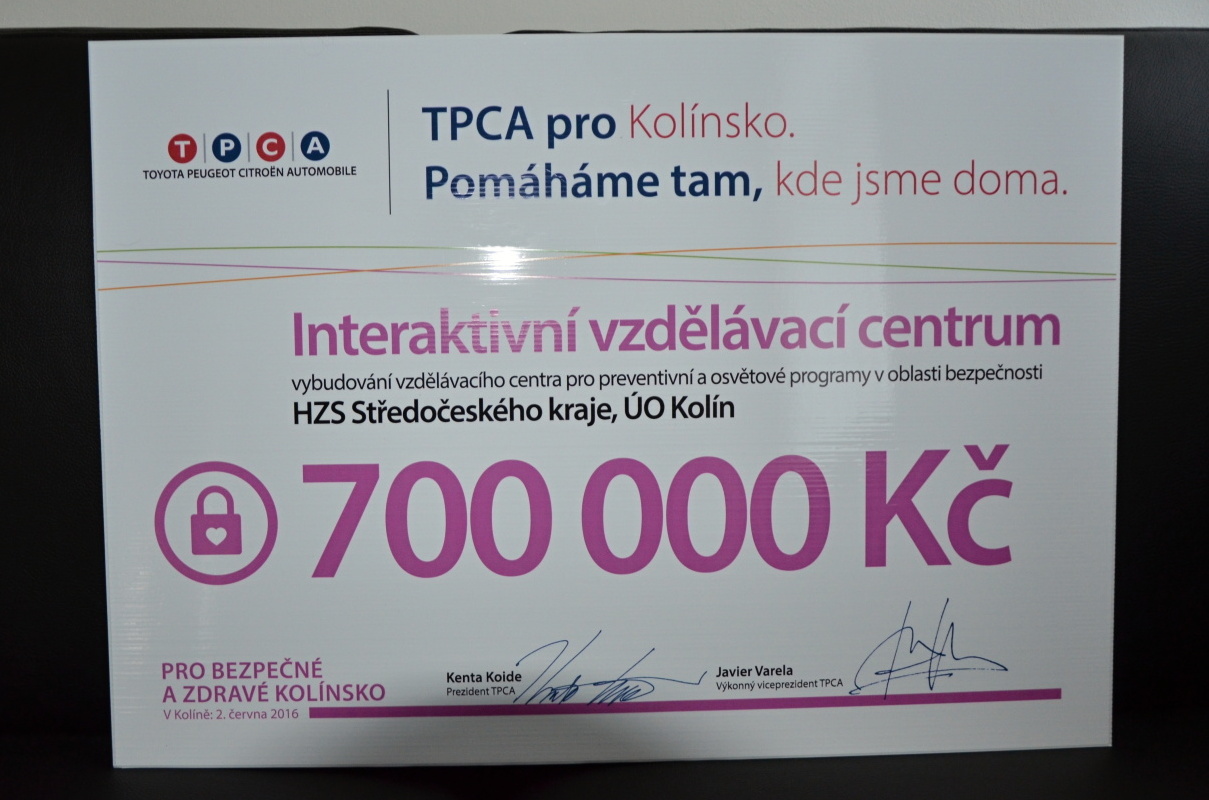 T P C A
TOYOTA PEUGEOT CITROËN AUTOMOBILE
TPCA pro Kolínsko.
Pomáháme tam, kde jsme doma.
Interaktivní vzdělávací centrum
vybudování vzdělávacího centra pro preventivní a osvětové programy v oblasti bezpečnosti
HZS Středočeského kraje, ÚO Kolín
700 000 Kč
PRO BEZPEČNÉ
A ZDRAVÉ KOLÍNSKO
V Kolíně: 2. června 2016
Kenta Koide
Prezident TPCA
Javier Varela
Výkonný viceprezident TPCA